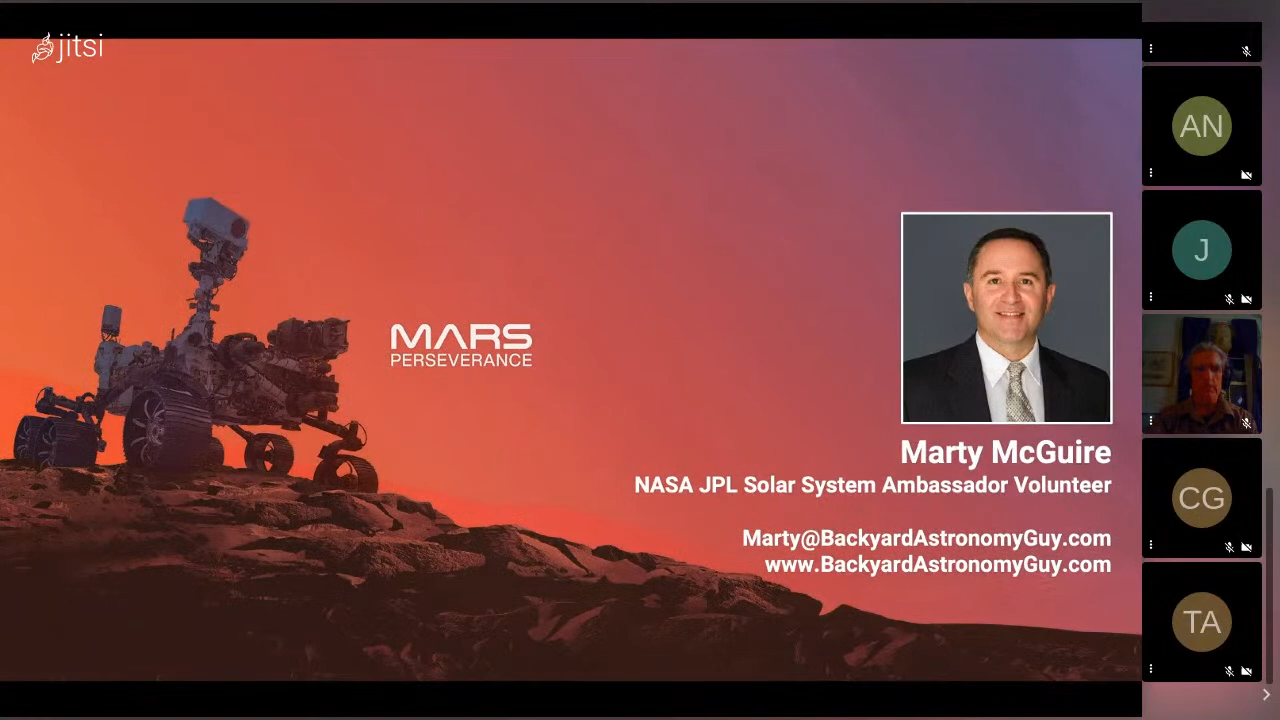 jitsi
MARS
PERSEVERANCE
Marty McGuire
NASA JPL Solar System Ambassador Volunteer
Marty@BackyardAstronomyGuy.com
www.BackyardAstronomyGuy.com
AN
J
CG
TA